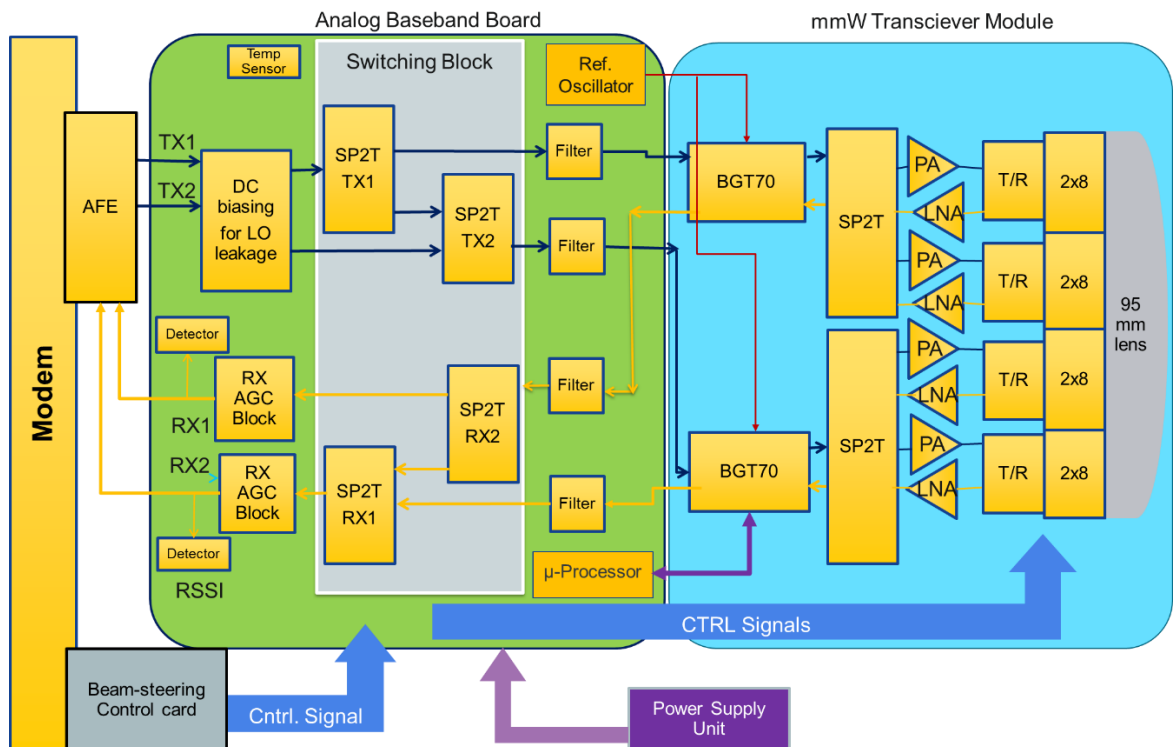 Analog Baseband Board
mmW Transciever Module
Temp
Sensor
Switching Block
Ref.
Oscillator
Modem
AFE
TX1
TX2
DC
biasing
for LO
leakage
SP2T
TX1
SP2T
TX2
Filter
Filter
BGT70
SP2T
PA
LNA
PA
LNA
T/R
2x8
T/R
2x8
95
mm
lens
Detector
RX
AGC
Block
RX1
SP2T
RX2
Filter
RX2
RX
AGC
Block
SP2T
RX1
Filter
Detector
RSSI
BGT70
SP2T
PA
LNA
PA
LNA
T/R
2x8
T/R
2x8
µ-Processor
CTRL Signals
Beam-steering
Control card
Cntrl. Signal
Power Supply
Unit